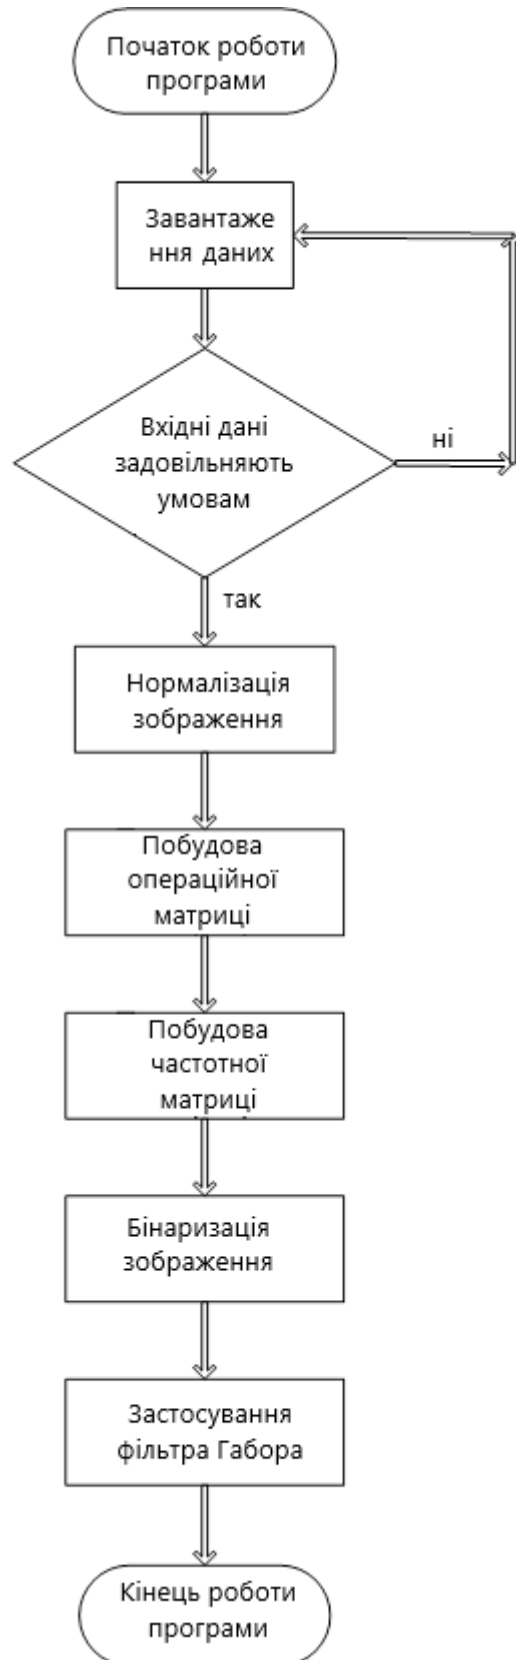 Початок роботи
програми
Завантаже
ння даних
Вхідні дані
задовільняють
умовам
ні
так
Нормалізація
зображення
Побудова
операційної
матриці
Побудова
частотної
матриці
Бінаризація
зображення
Застосування
фільтра Габора
Кінець роботи
програми